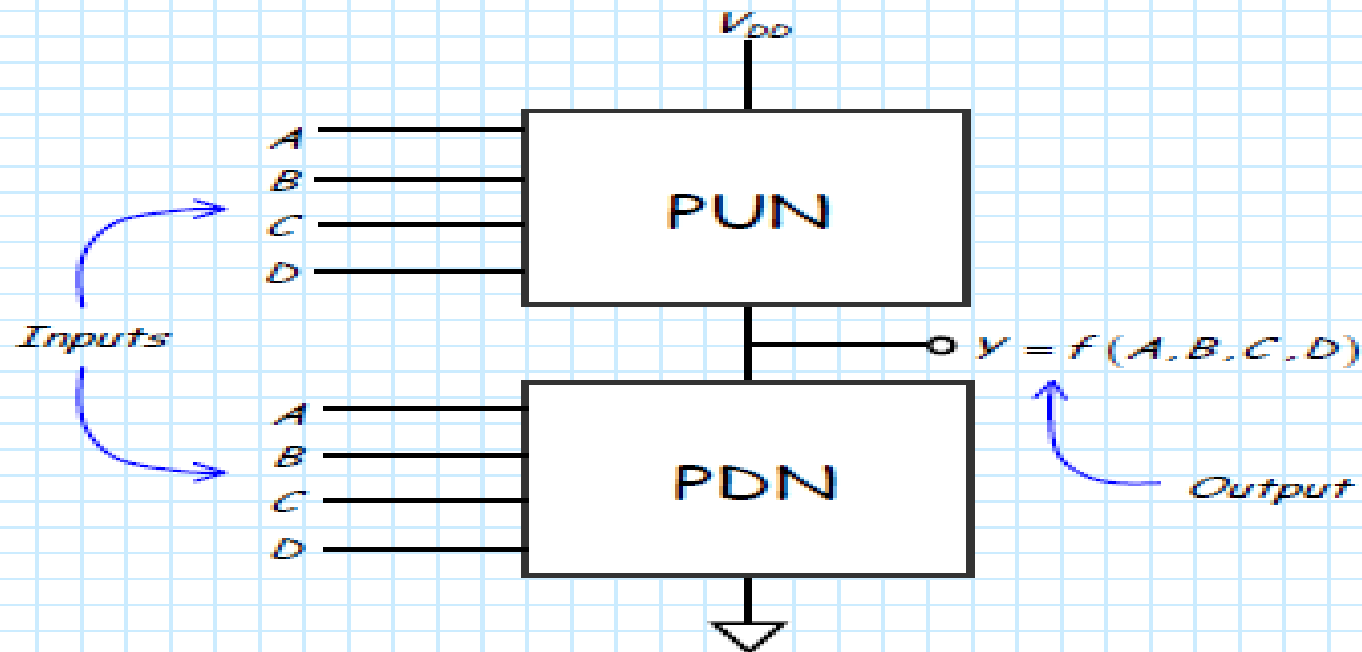 VDD
A
B
PUN
C
D
Inputs
y = f(A,B,C,D)
A
B
PDN
C
Output
D